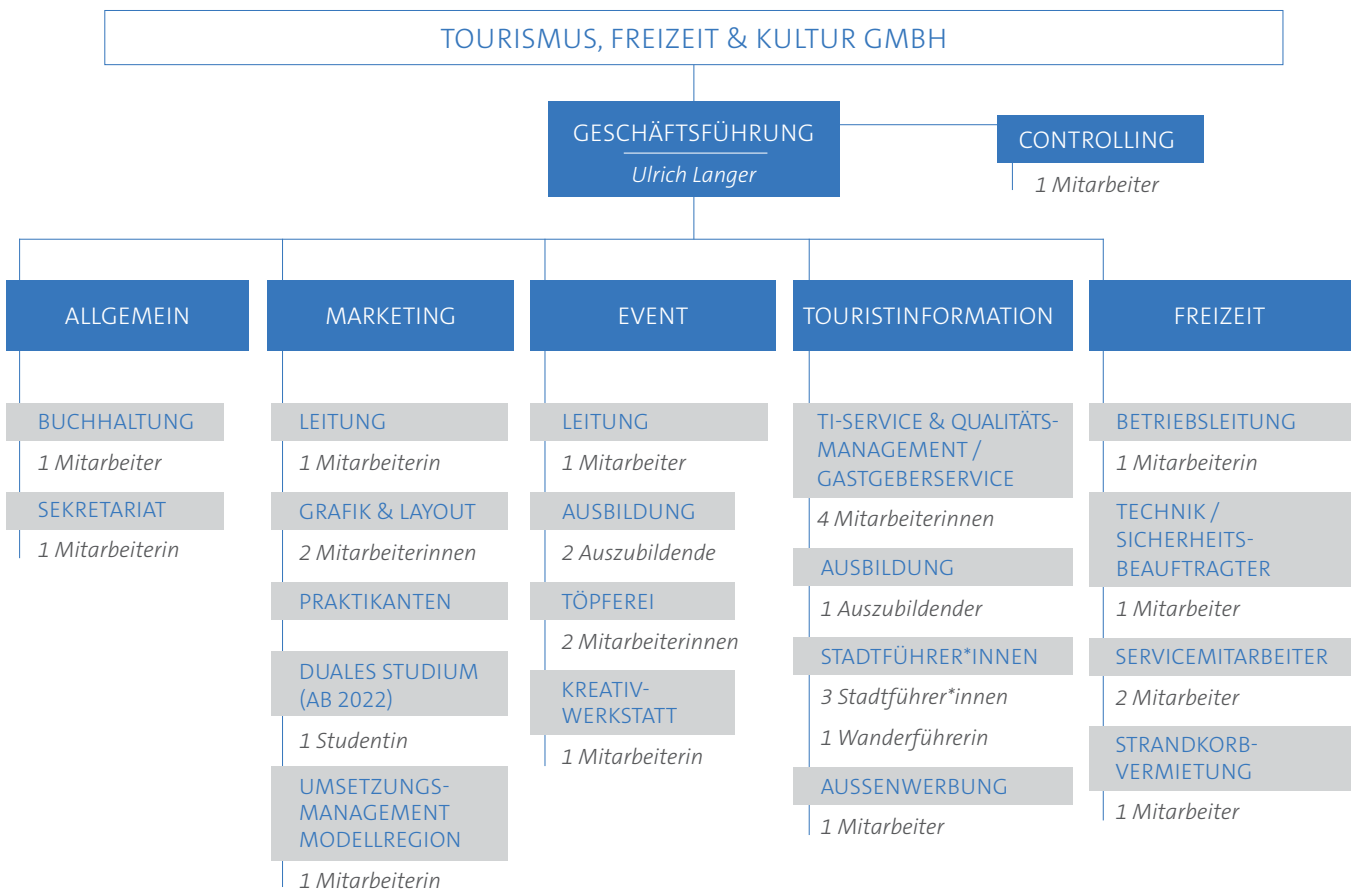 TOURISMUS, FREIZEIT & KULTUR GMBH
GESCHÄFTSFÜHRUNG
Ulrich Langer
CONTROLLING
1 Mitarbeiter
ALLGEMEIN
BUCHHALTUNG
1 Mitarbeiter
SEKRETARIAT
1 Mitarbeiterin
MARKETING
LEITUNG
1 Mitarbeiterin
GRAFIK & LAYOUT
2 Mitarbeiterinnen
PRAKTIKANTEN
DUALES STUDIUM
(AB 2022)
1 Studentin
UMSETZUNGS-
MANAGEMENT
MODELLREGION
1 Mitarbeiterin
EVENT
LEITUNG
1 Mitarbeiter
AUSBILDUNG
2 Auszubildende
TÖPFEREI
2 Mitarbeiterinnen
KREATIV-
WERKSTATT
1 Mitarbeiterin
TOURISTINFORMATION
TI-SERVICE & QUALITÄTS-
MANAGEMENT /
GASTGEBERSERVICE
4 Mitarbeiterinnen
AUSBILDUNG
1 Auszubildender
STADTFÜHRER*INNEN
3 Stadtführer*innen
1 Wanderführerin
AUSSENWERBUNG
1 Mitarbeiter
FREIZEIT
BETRIEBSLEITUNG
1 Mitarbeiterin
TECHNIK /
SICHERHEITS-
BEAUFTRAGTER
1 Mitarbeiter
SERVICEMITARBEITER
2 Mitarbeiter
STRANDKORB-
VERMIETUNG
1 Mitarbeiter